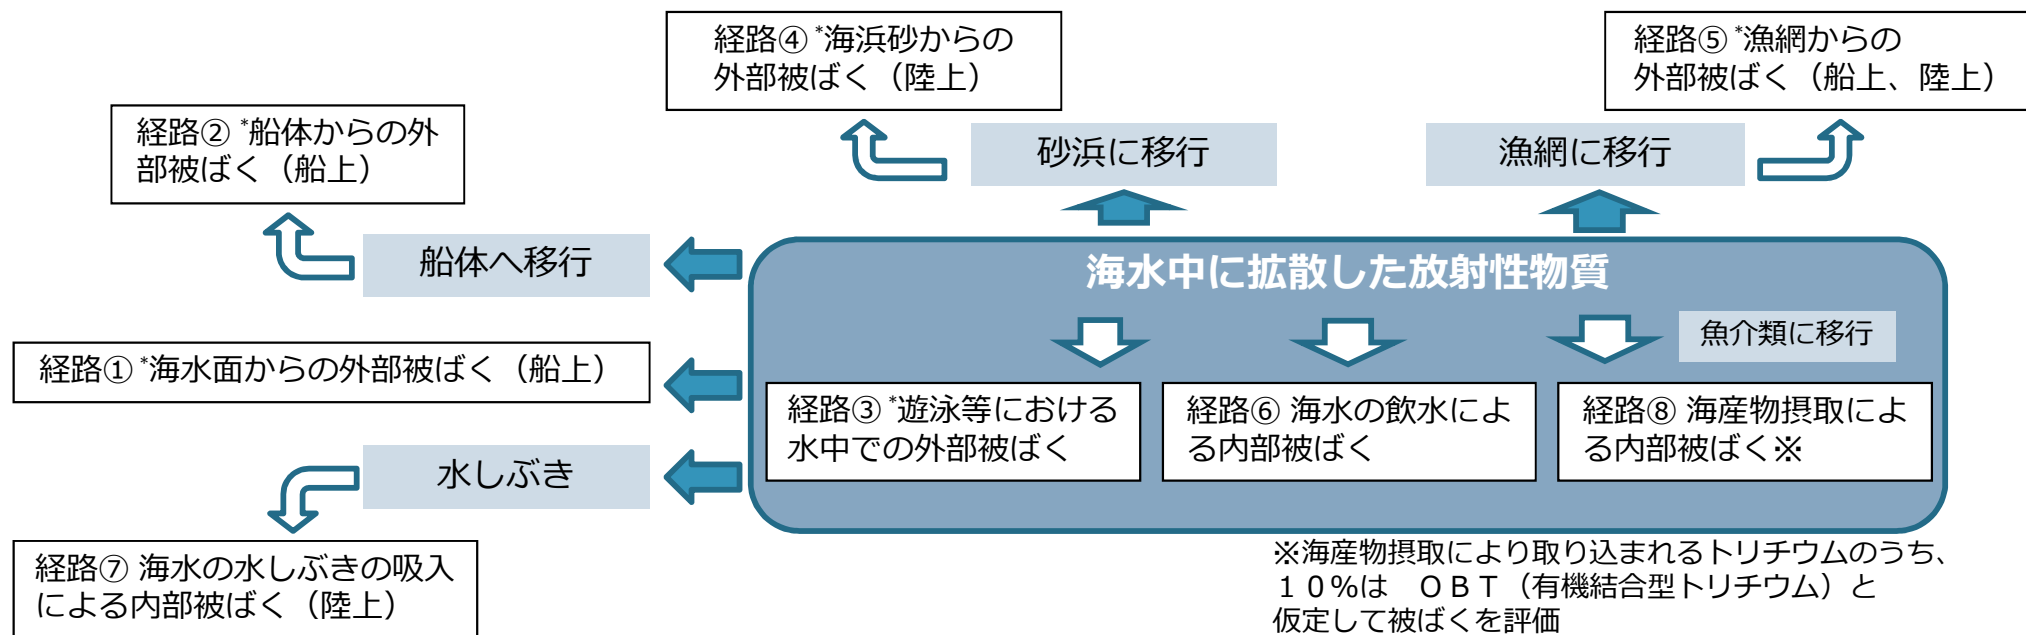 経路④ *海浜砂からの
外部被ばく（陸上）
経路⑤ *漁網からの
外部被ばく（船上、陸上）
経路② *船体からの外
部被ばく（船上）
砂浜に移行
漁網に移行
船体へ移行
海水中に拡散した放射性物質
魚介類に移行
経路① *海水面からの外部被ばく（船上）
経路③ *遊泳等における
水中での外部被ばく
経路⑥ 海水の飲水によ
る内部被ばく
経路⑧ 海産物摂取によ
る内部被ばく※
水しぶき
経路⑦ 海水の水しぶきの吸入
による内部被ばく（陸上）
※海産物摂取により取り込まれるトリチウムのうち、
１０%は　ＯＢＴ（有機結合型トリチウム）と
仮定して被ばくを評価